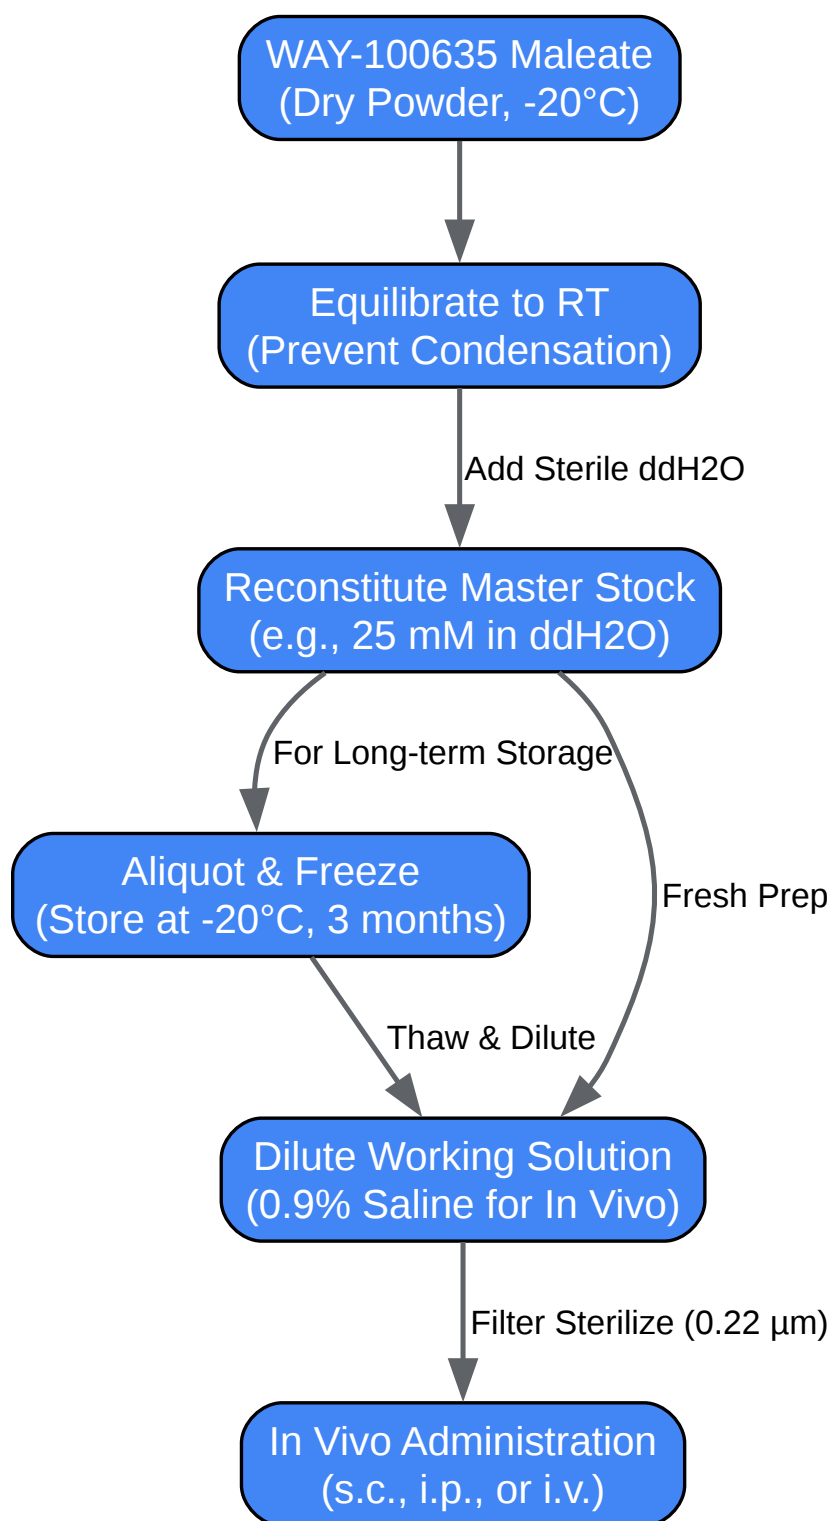 WAY-100635 Maleate
(Dry Powder, -20°C)
Equilibrate to RT
(Prevent Condensation)
Add Sterile ddH2O
Reconstitute Master Stock
(e.g., 25 mM in ddH2O)
For Long-term Storage
Aliquot & Freeze
(Store at -20°C, 3 months)
Fresh Prep
Thaw & Dilute
Dilute Working Solution
(0.9% Saline for In Vivo)
Filter Sterilize (0.22 µm)
In Vivo Administration
(s.c., i.p., or i.v.)